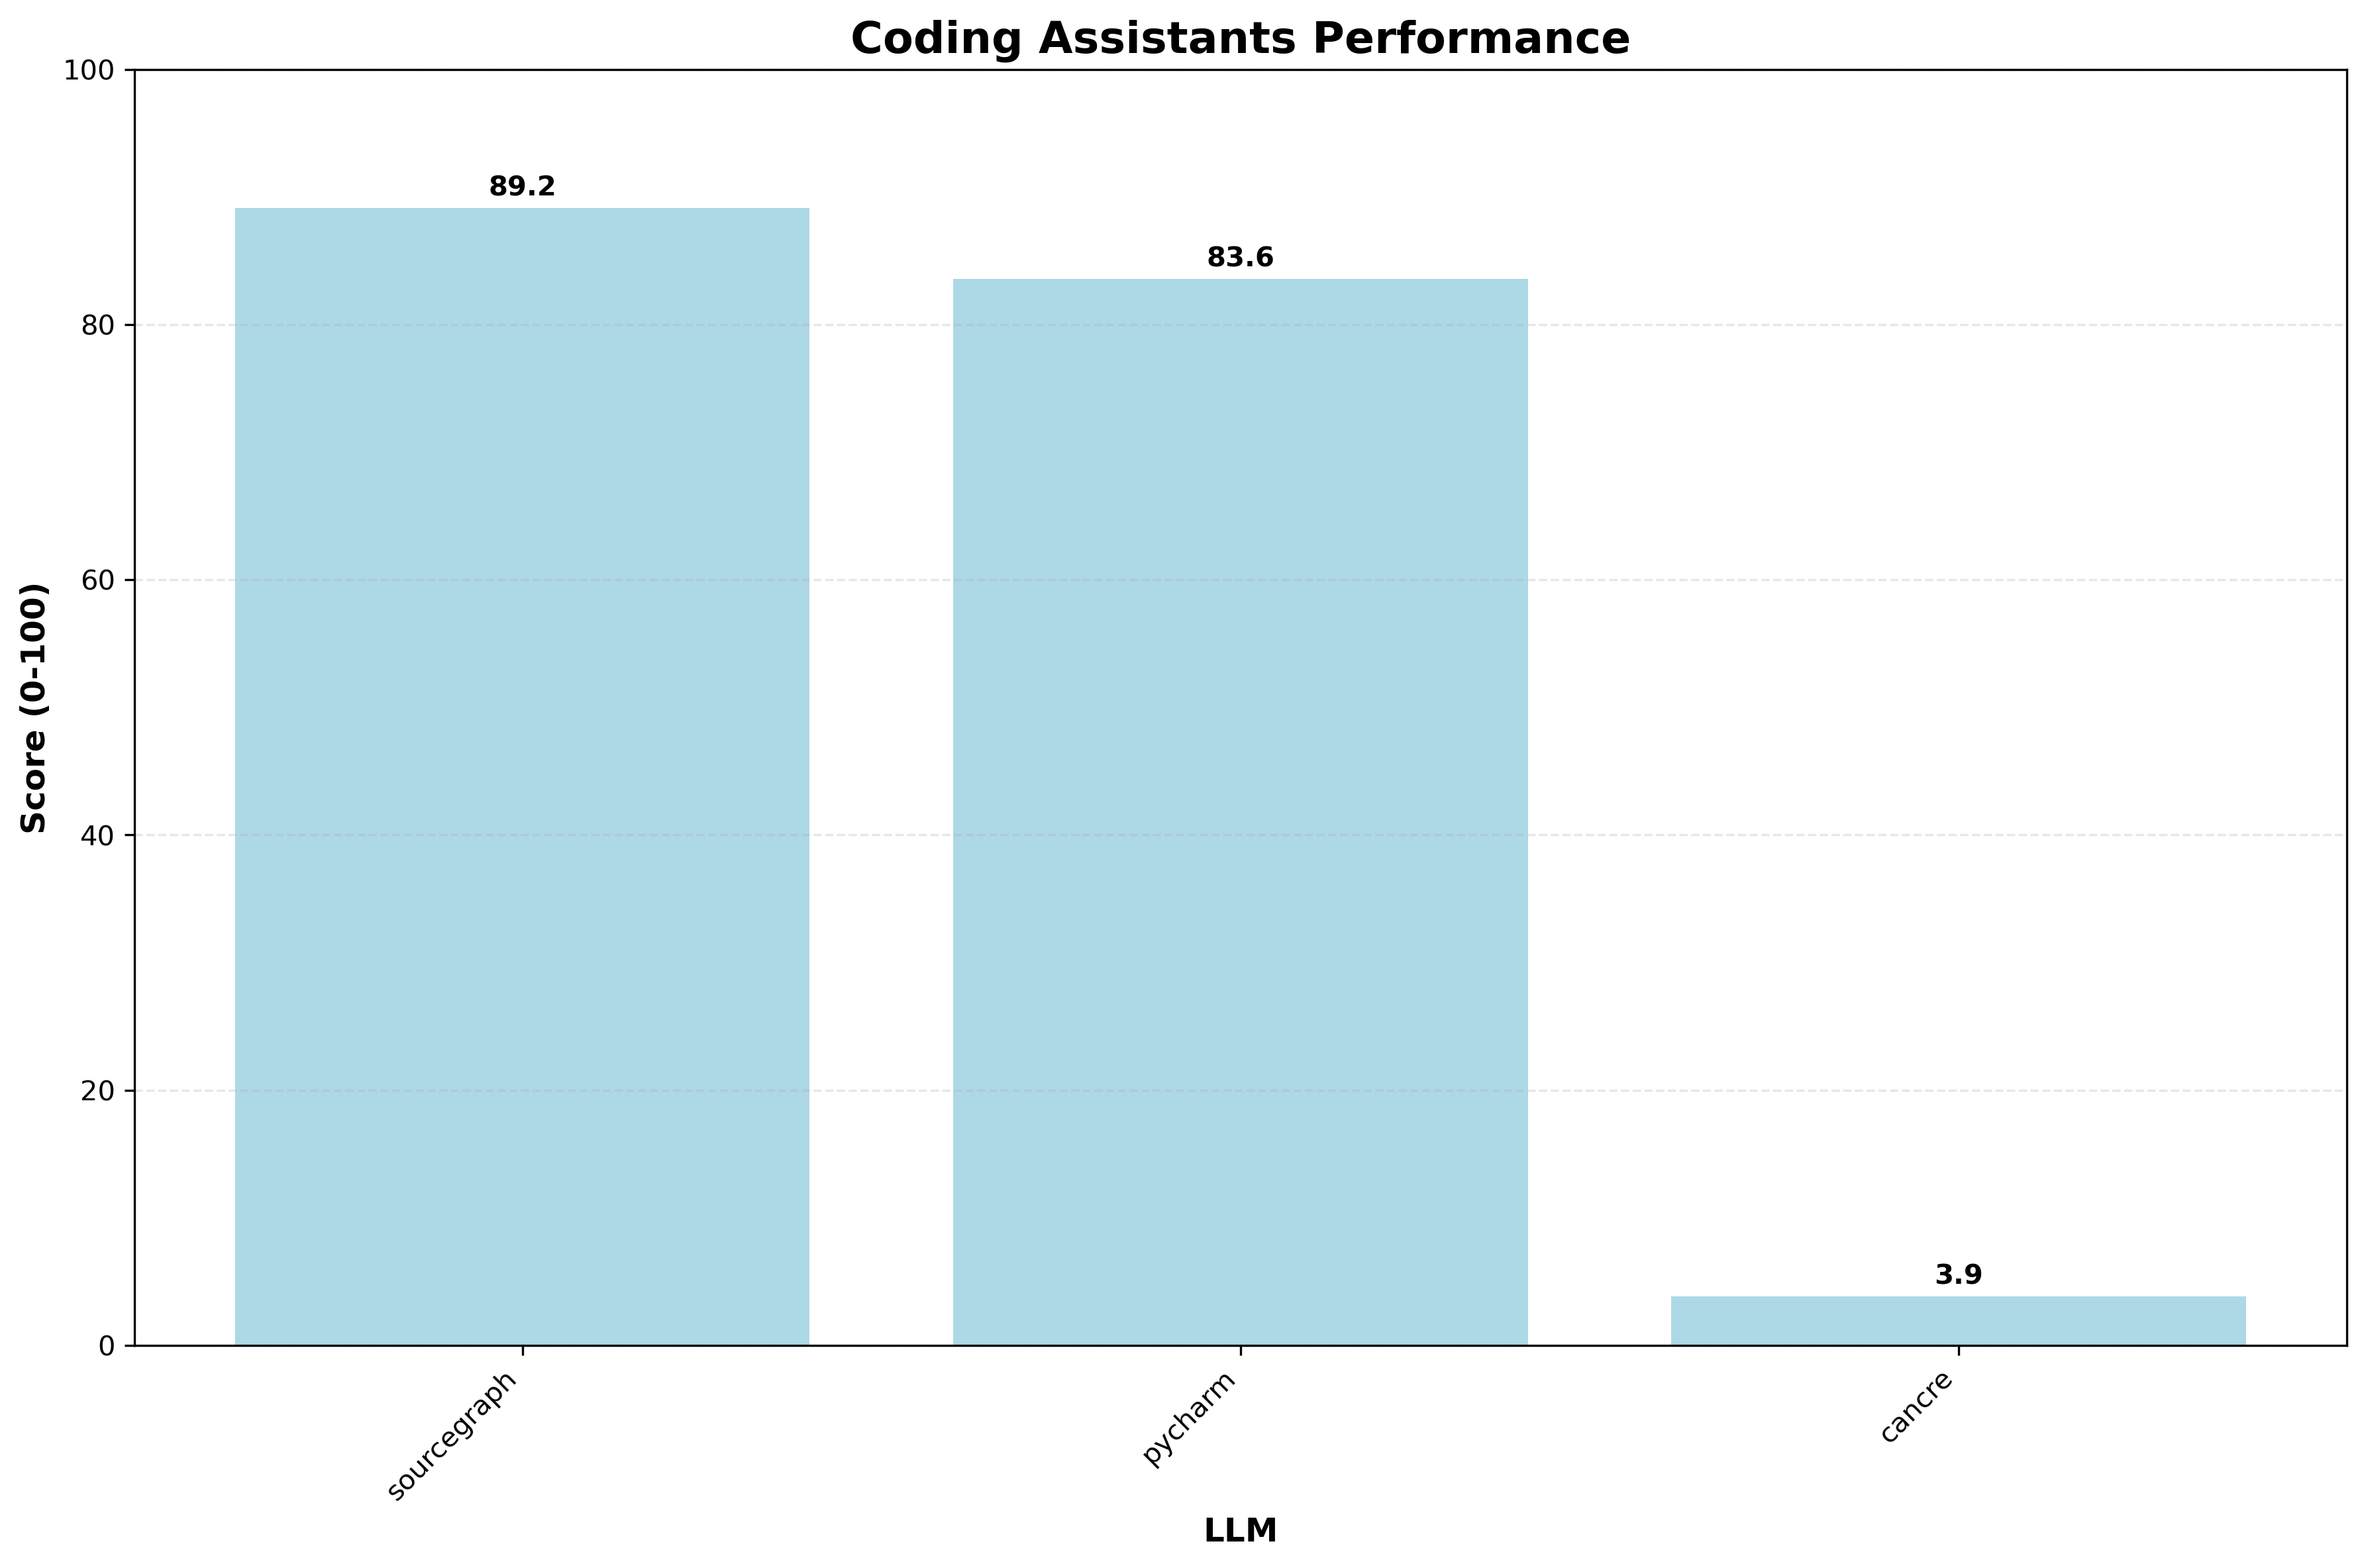 Coding Assistants Performance
100
80
60
40
20
0
Score (0-100)
89.2
83.6
3.9
sourcegraph
pycharm
cancre
LLM